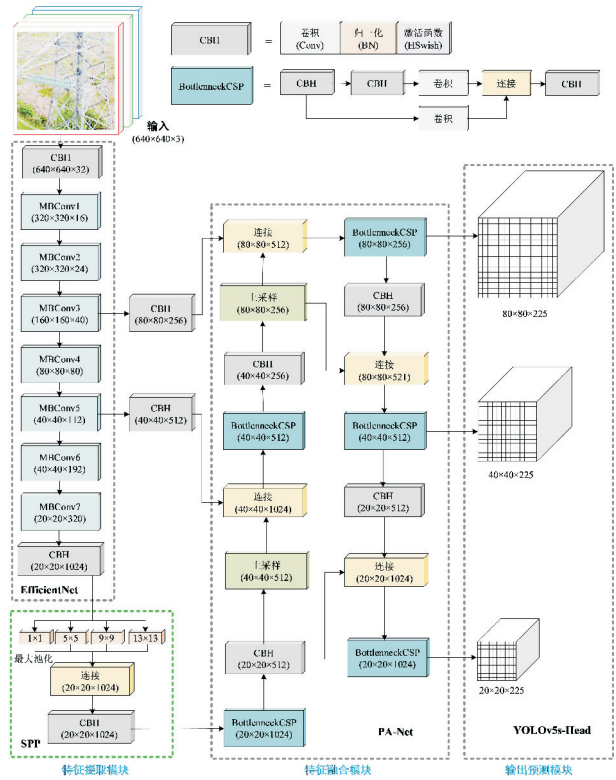 CBH
=
卷积
(Conv)
归一化
(BN)
激活函数
(HSwish)
BottlenneckCSP
=
CBH
CBH
卷积
连接
CBH
卷积
输入
(640×640×3)
CBH
(640×640×32)
MBConv1
(320×320×16)
MBConv2
(320×320×24)
MBConv3
(160×160×40)
MBConv4
(80×80×80)
MBConv5
(40×40×112)
MBConv6
(40×40×192)
MBConv7
(20×20×320)
CBH
(20×20×1024)
EfficientNet
CBH
(80×80×256)
CBH
(40×40×512)
1×1
5×5
9×9
13×13
最大池化
连接
(20×20×1024)
CBH
(20×20×1024)
SPP
特征提取模块
连接
(80×80×512)
上采样
(80×80×256)
CBH
(40×40×256)
BottlenneckCSP
(40×40×512)
连接
(40×40×1024)
上采样
(40×40×512)
CBH
(20×20×512)
BottlenneckCSP
(20×20×1024)
BottlenneckCSP
(80×80×256)
CBH
(80×80×256)
连接
(80×80×521)
BottlenneckCSP
(40×40×512)
CBH
(20×20×512)
连接
(20×20×1024)
BottlenneckCSP
(20×20×1024)
PA-Net
特征融合模块
80×80×225
40×40×225
20×20×225
YOLOv5s-Head
输出预测模块